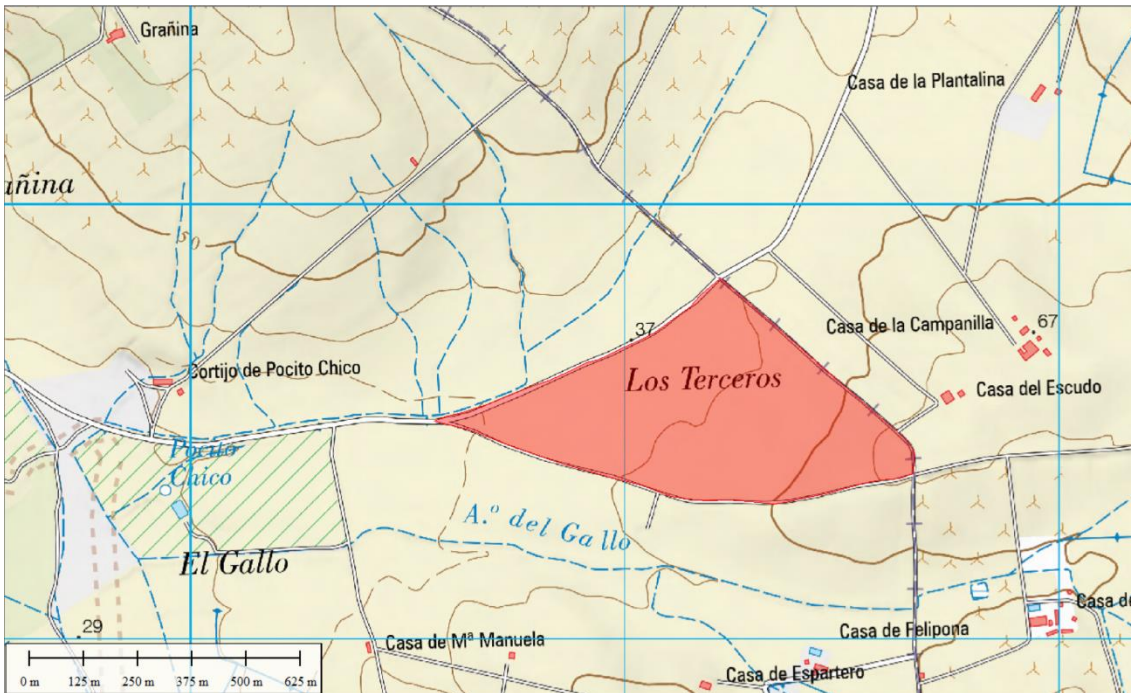 Grañina
Casa de la Plantalina
añina
50
37
Casa de la Campanilla
67
Cortijo de Pocito Chico
Los Terceros
Casa del Escudo
Pocito
Chico
A.º del Gallo
El Gallo
29
Casa de Mª Manuela
Casa de Felipona
Casa de
Casa de Espartero
0 m 125 m 250 m 375 m 500 m 625 m